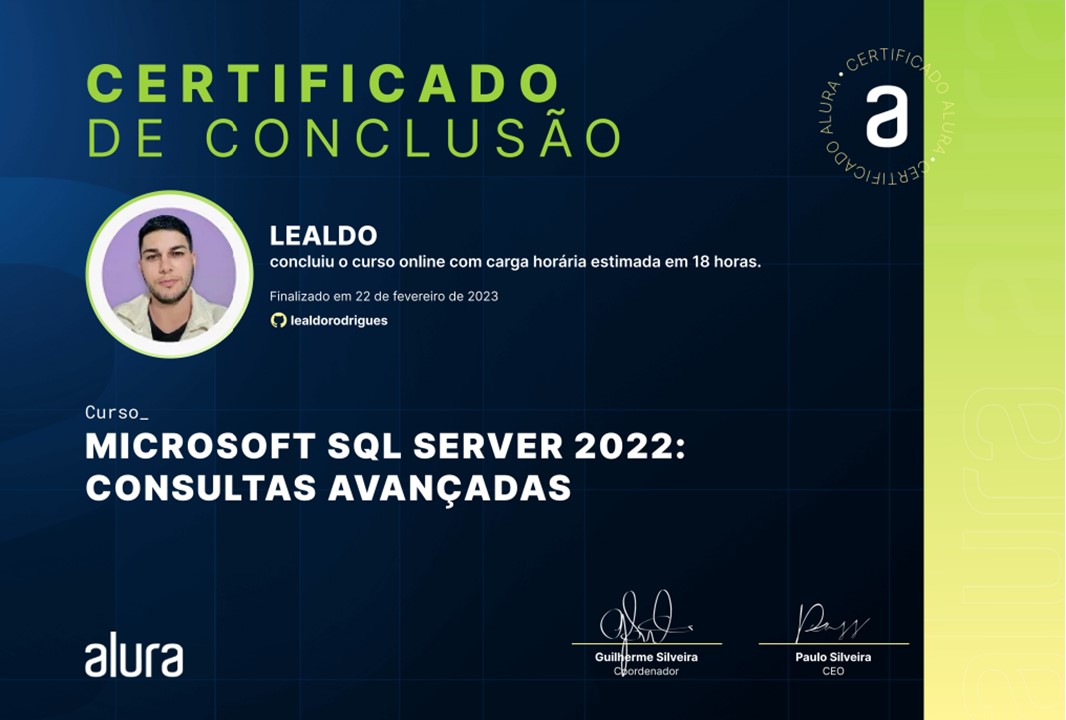 CERTIFICADO
DE CONCLUSÃO
CERTIFICADO ALURA • CERTIFICADO ALURA •
a
LEALDO
concluiu o curso online com carga horária estimada em 18 horas.
Finalizado em 22 de fevereiro de 2023
lealdorodrigues
Curso_
MICROSOFT SQL SERVER 2022:
CONSULTAS AVANÇADAS
alura
Guilherme Silveira
Coordenador
Paulo Silveira
CEO
alura